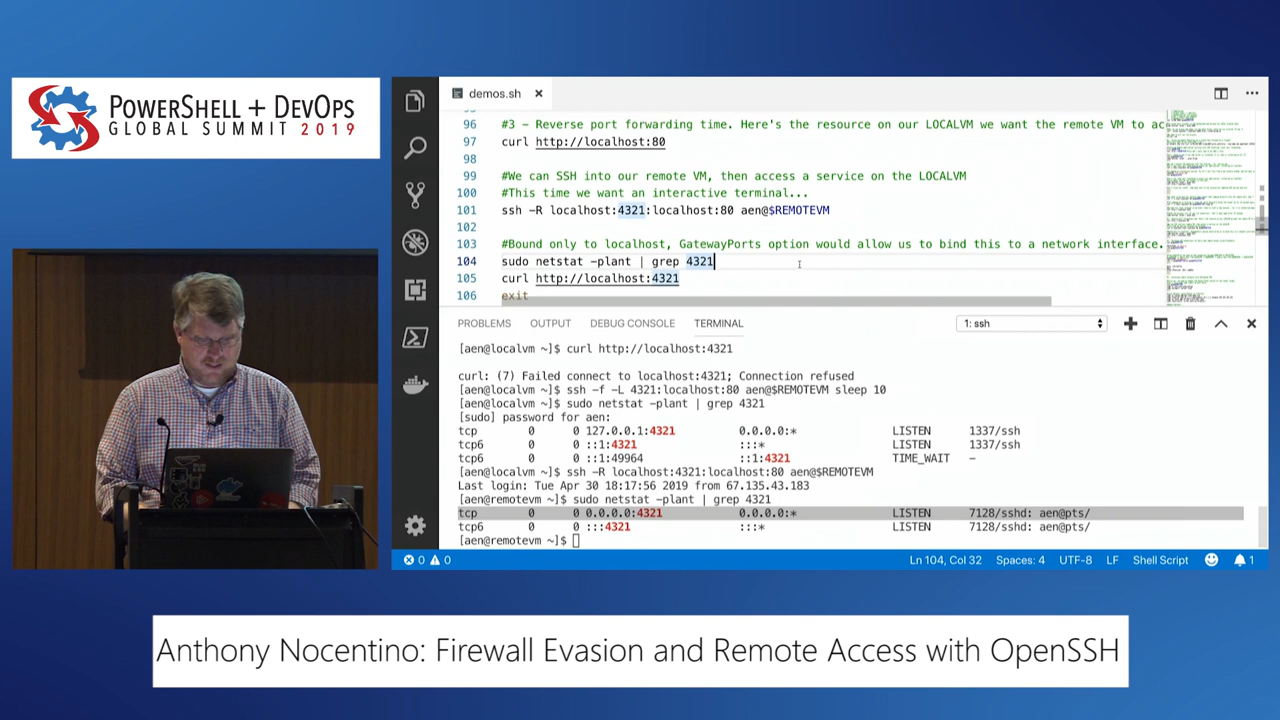 POWERSHELL + DEVOPS
GLOBAL SUMMIT 2019
demos.sh
96 #3 – Reverse port forwarding time. Here's the resource on our LOCALVM we want the remote VM to ac
97 curl http://localhost:80
98
99 #We can SSH into our remote VM, then access a service on the LOCALVM
100 #This time we want an interactive terminal...
101 ssh -R localhost:4321:localhost:80 aen@$REMOTEVM
102
103 #Bound only to localhost, GatewayPorts option would allow us to bind this to a network interface.
104 sudo netstat -plant | grep 4321
105 curl http://localhost:4321
106 exit
PROBLEMS OUTPUT DEBUG CONSOLE TERMINAL 1: ssh
[aen@localvm ~]$ curl http://localhost:4321
curl: (7) Failed connect to localhost:4321; Connection refused
[aen@localvm ~]$ ssh -f -L 4321:localhost:80 aen@$REMOTEVM sleep 10
[aen@localvm ~]$ sudo netstat -plant | grep 4321
[sudo] password for aen:
tcp 0 0 127.0.0.1:4321 0.0.0.0:* LISTEN 1337/ssh
tcp6 0 0 ::1:4321 :::* LISTEN 1337/ssh
tcp6 0 0 ::1:49964 ::1:4321 TIME_WAIT -
[aen@localvm ~]$ ssh -R localhost:4321:localhost:80 aen@$REMOTEVM
Last login: Tue Apr 30 18:17:56 2019 from 67.135.43.183
[aen@remotevm ~]$ sudo netstat -plant | grep 4321
tcp 0 0 0.0.0.0:4321 0.0.0.0:* LISTEN 7128/sshd: aen@pts/
tcp6 0 0 :::4321 :::* LISTEN 7128/sshd: aen@pts/
[aen@remotevm ~]$
0 0 Ln 104, Col 32 Spaces: 4 UTF-8 LF Shell Script 1
Anthony Nocentino: Firewall Evasion and Remote Access with OpenSSH